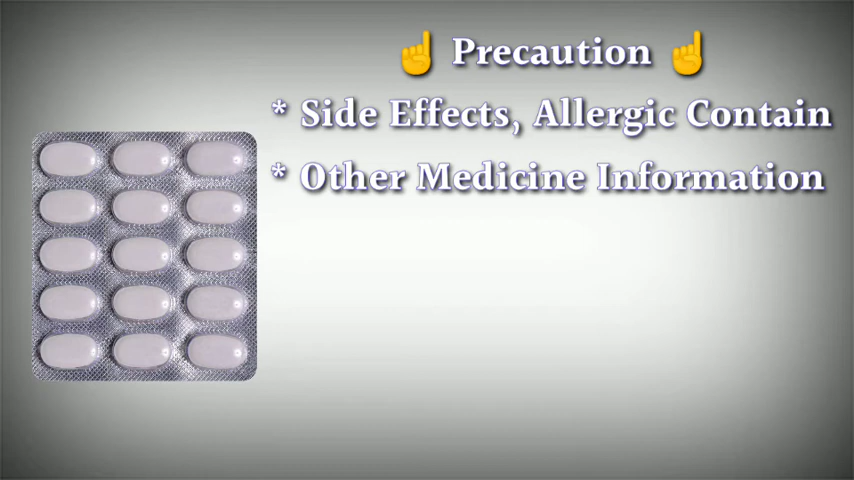 ☝ Precaution ☝
* Side Effects, Allergic Contain
* Other Medicine Information